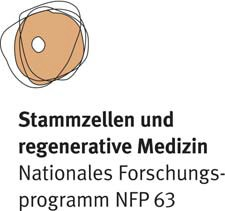 Stammzellen und
regenerative Medizin
Nationales Forschungs-
programm NFP 63